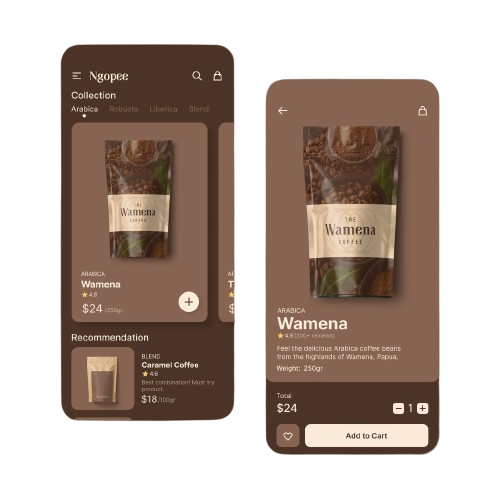 Ngopee
Collection
Arabica Robusta Liberica Blend
THE
Wamena
COFFEE
ARABICA
Wamena
4.8
$24 /250gr
AR
T
$
Recommendation
BLEND
Caramel Coffee
4.6
Best combination! Must try
product.
$18/100gr
THE
Wamena
COFFEE
ARABICA
Wamena
4.8 (200+ reviews)
Feel the delicious Arabica coffee beans
from the highlands of Wamena, Papua.
Weight: 250gr
Total
$24
1
Add to Cart